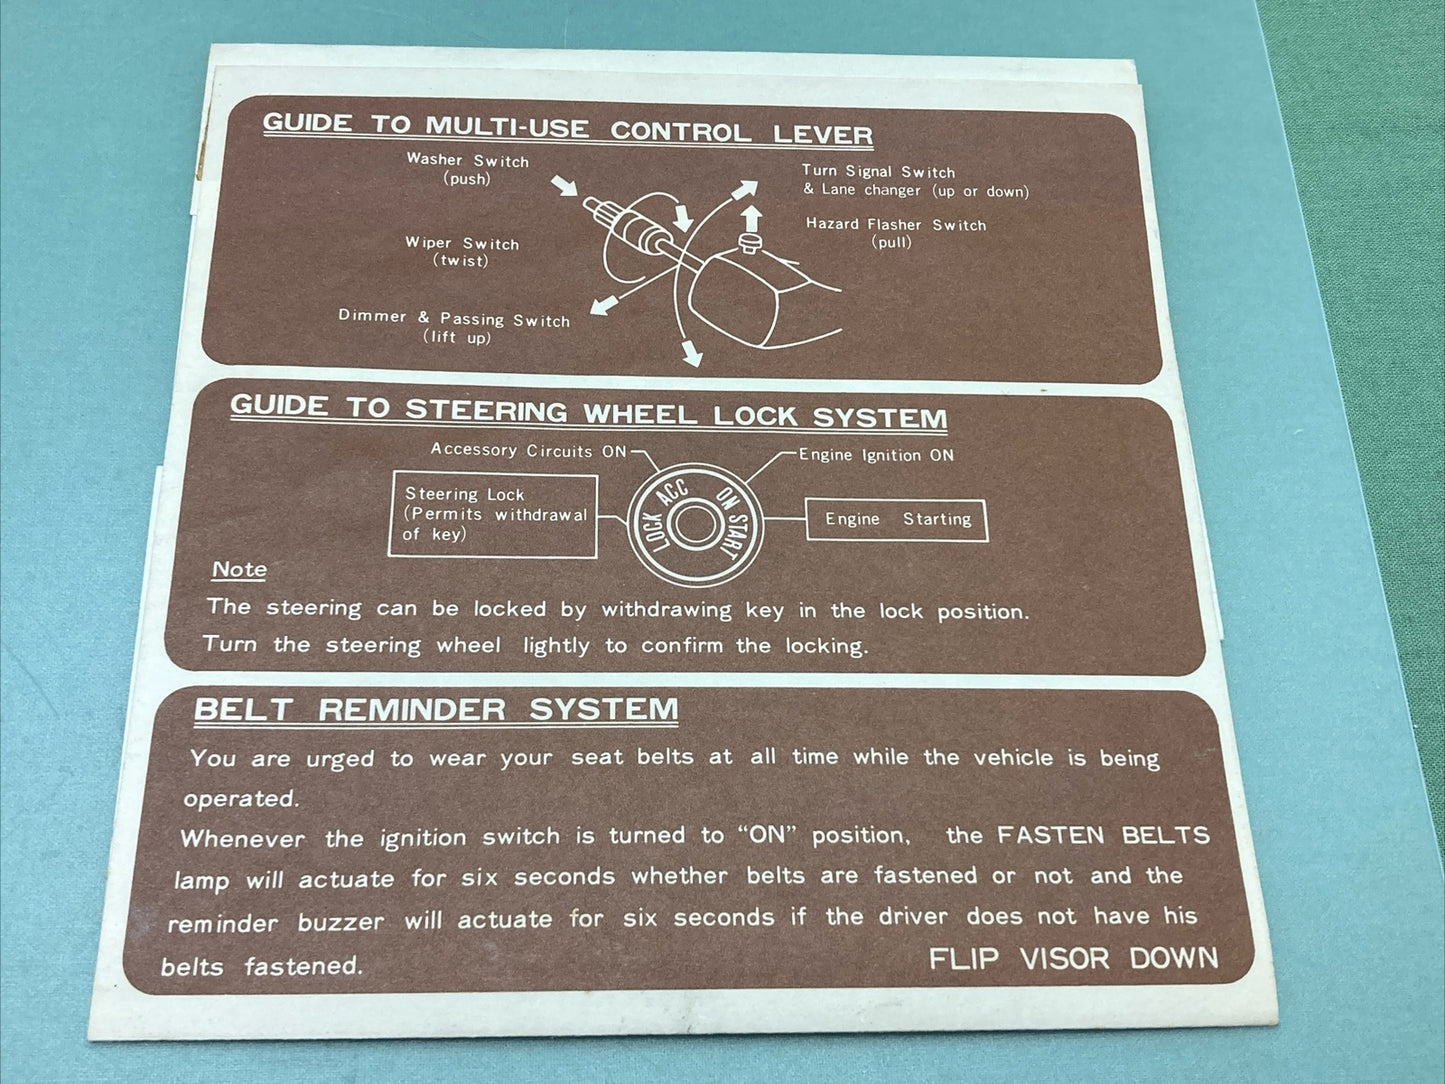 GUIDE TO MULTI-USE CONTROL LEVER
Washer Switch
(push)
Turn Signal Switch
& Lane changer (up or down)
Hazard Flasher Switch
(pull)
Wiper Switch
(twist)
Dimmer & Passing Switch
(lift up)
GUIDE TO STEERING WHEEL LOCK SYSTEM
Accessory Circuits ON
Engine Ignition ON
Steering Lock
(Permits withdrawal
of key)
LOCK ACC ON START
Engine Starting
Note
The steering can be locked by withdrawing key in the lock position.
Turn the steering wheel lightly to confirm the locking.
BELT REMINDER SYSTEM
You are urged to wear your seat belts at all time while the vehicle is being
operated.
Whenever the ignition switch is turned to “ON” position, the FASTEN BELTS
lamp will actuate for six seconds whether belts are fastened or not and the
reminder buzzer will actuate for six seconds if the driver does not have his
belts fastened.
FLIP VISOR DOWN